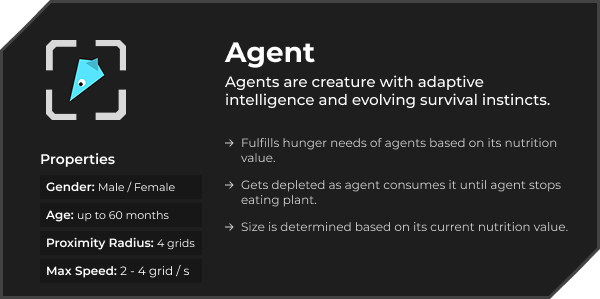 Agent
Agents are creature with adaptive
intelligence and evolving survival instincts.
→ Fulfills hunger needs of agents based on its nutrition
value.
→ Gets depleted as agent consumes it until agent stops
eating plant.
→ Size is determined based on its current nutrition value.
Properties
Gender: Male / Female
Age: up to 60 months
Proximity Radius: 4 grids
Max Speed: 2 - 4 grid / s